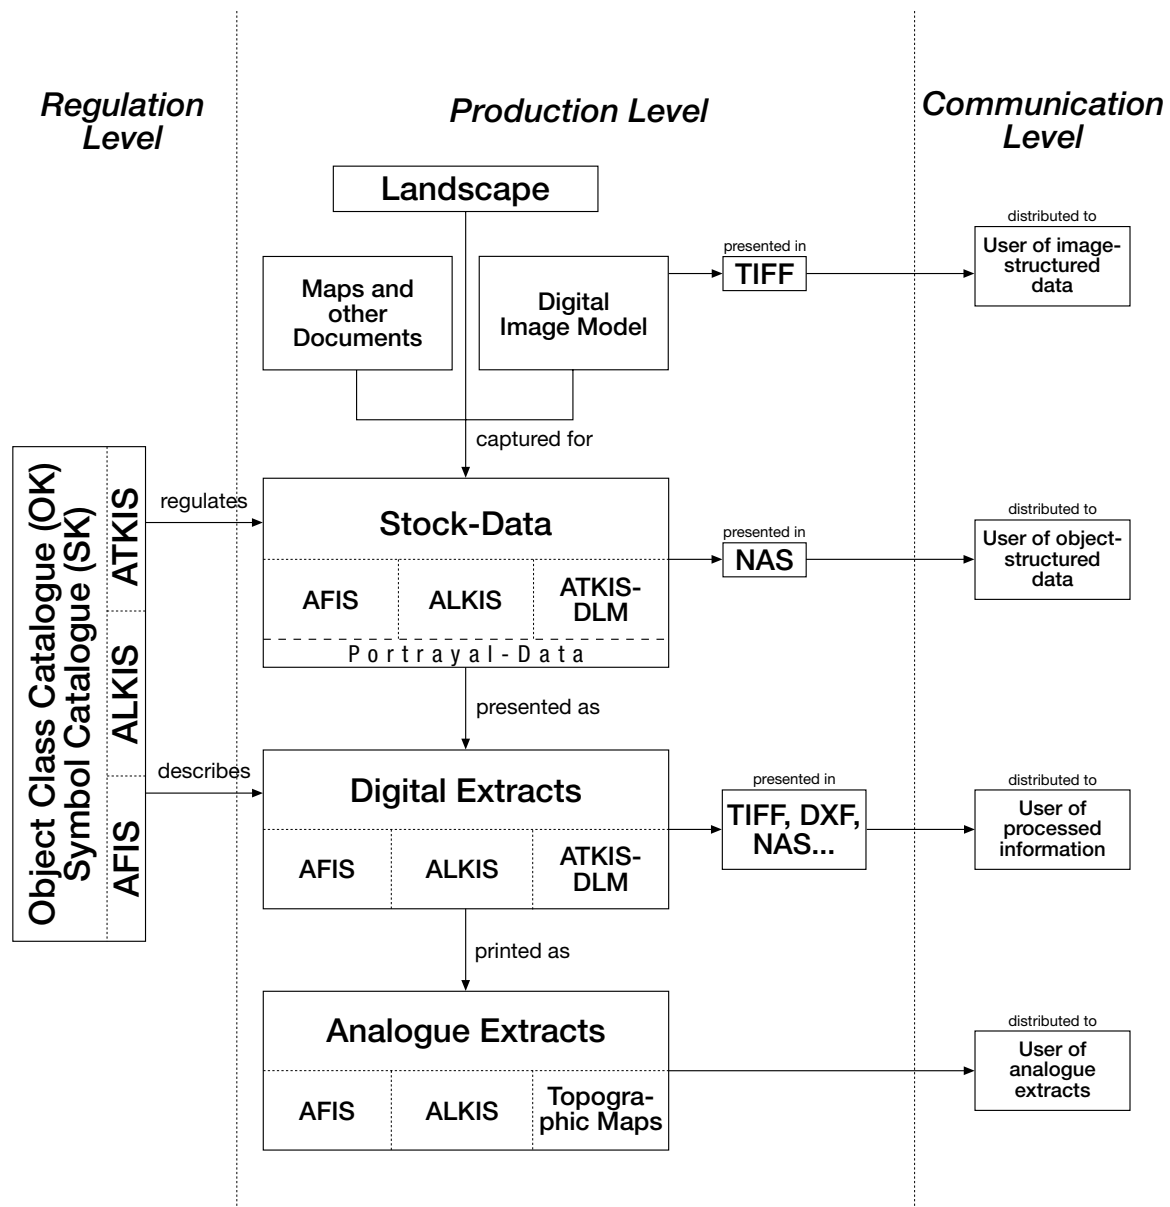 Regulation
Level
Production Level
Communication
Level
Landscape
Maps and
other
Documents
Digital
Image Model
presented in
TIFF
distributed to
User of image-
structured
data
captured for
Object Class Catalogue (OK)
Symbol Catalogue (SK)
ATKIS
ALKIS
AFIS
regulates
Stock-Data
AFIS
ALKIS
ATKIS-
DLM
Portrayal-Data
presented in
NAS
distributed to
User of object-
structured
data
presented as
describes
Digital Extracts
AFIS
ALKIS
ATKIS-
DLM
presented in
TIFF, DXF,
NAS...
distributed to
User of
processed
information
printed as
Analogue Extracts
AFIS
ALKIS
Topogra-
phic Maps
distributed to
User of
analogue
extracts